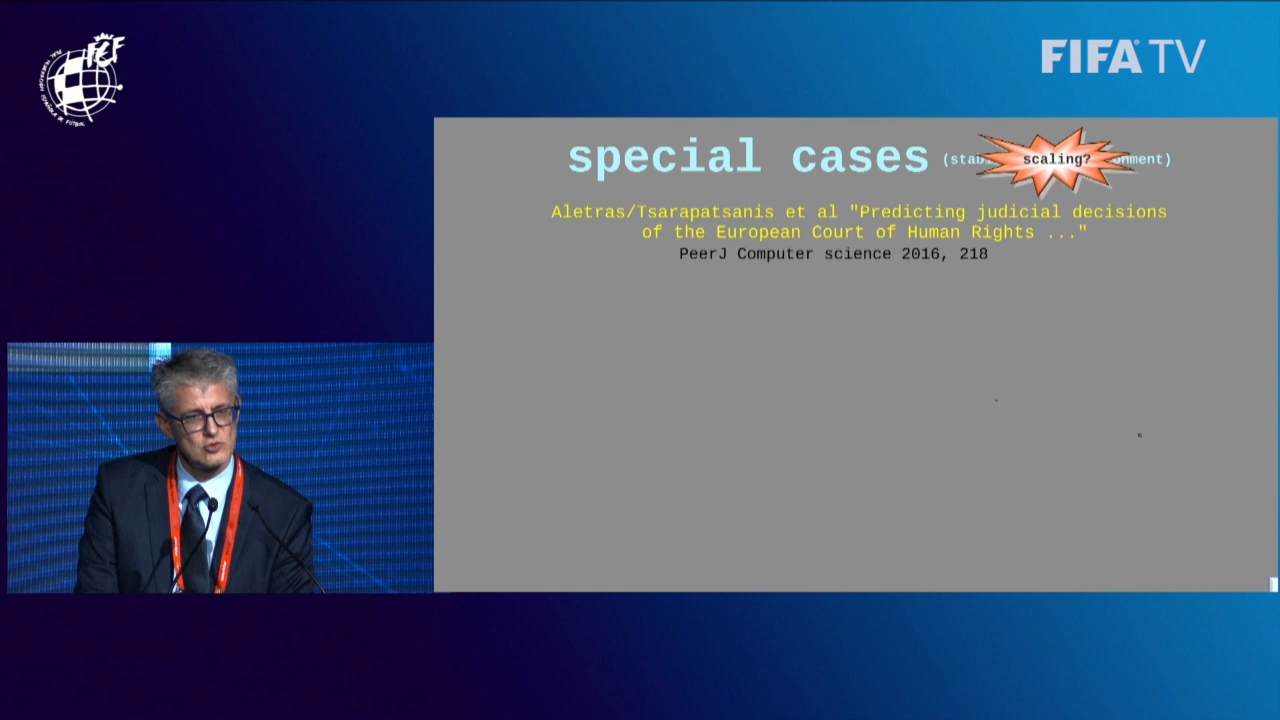 FIFA TV
special cases
scaling?
Aletras/Tsarapatsanis et al "Predicting judicial decisions
of the European Court of Human Rights ..."
PeerJ Computer science 2016, 218